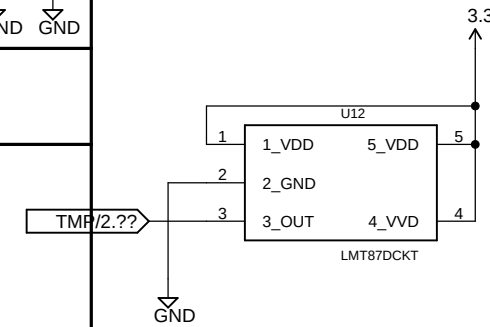 ND GND
3.3
U12
1 1_VDD 5_VDD 5
2 2_GND
TMP/2.?? 3 3_OUT 4_VVD 4
LMT87DCKT
GND